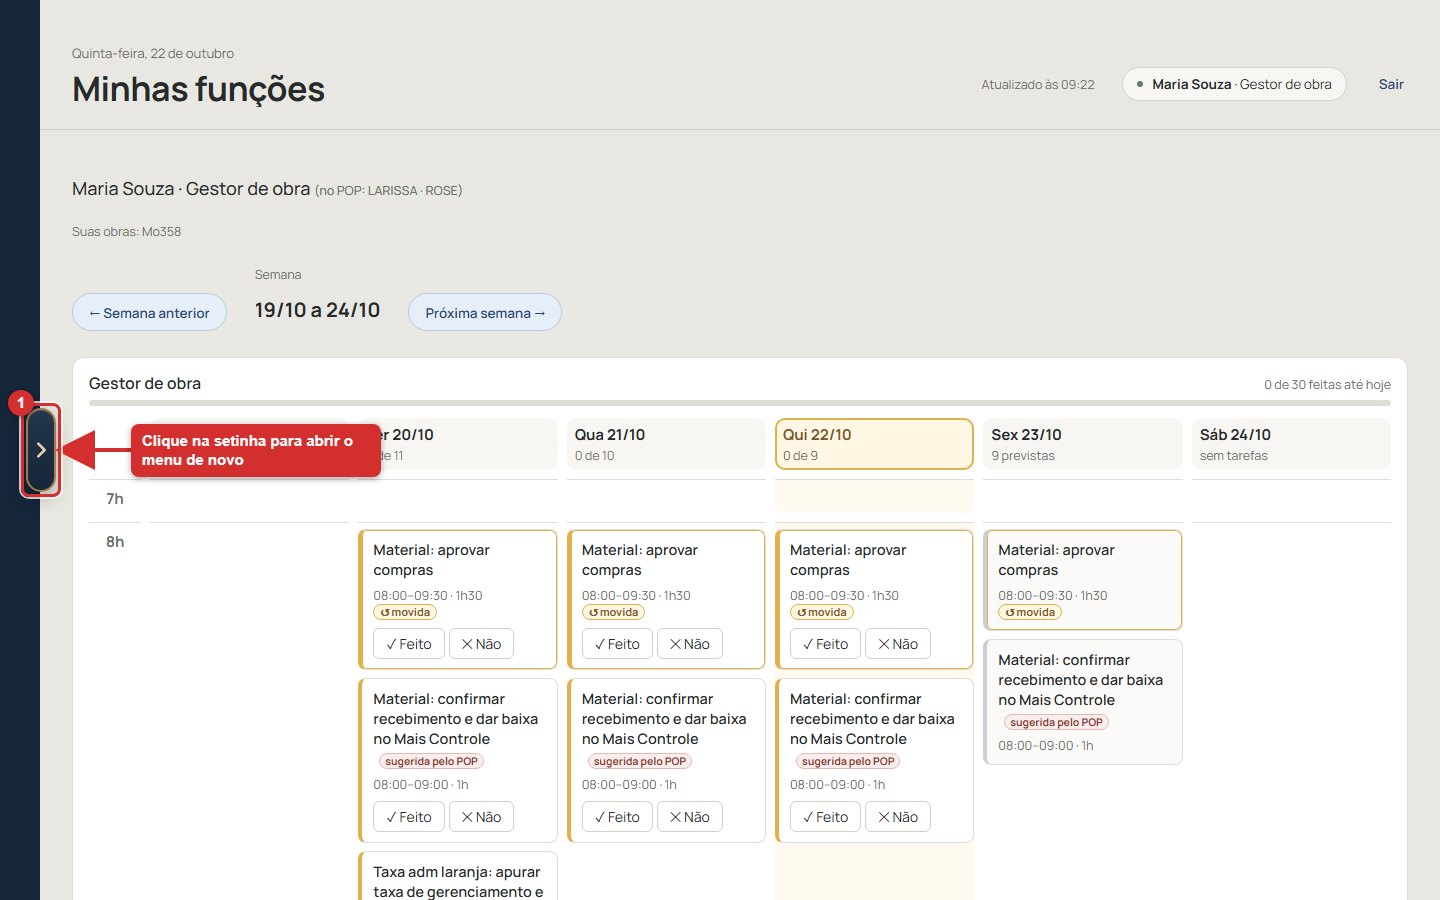 Quinta-feira, 22 de outubro
Minhas funções
Atualizado às 09:22
Maria Souza · Gestor de obra
Sair
Maria Souza · Gestor de obra (no POP: LARISSA · ROSE)
Suas obras: Mo358
Semana
← Semana anterior
19/10 a 24/10
Próxima semana →
Gestor de obra
0 de 30 feitas até hoje
1
Clique na setinha para abrir o
menu de novo
er 20/10
de 11
Qua 21/10
0 de 10
Qui 22/10
0 de 9
Sex 23/10
9 previstas
Sáb 24/10
sem tarefas
7h
8h
Material: aprovar
compras
08:00–09:30 · 1h30
↺ movida
✓ Feito
✕ Não
Material: confirmar
recebimento e dar baixa
no Mais Controle
sugerida pelo POP
08:00–09:00 · 1h
✓ Feito
✕ Não
Taxa adm laranja: apurar
taxa de gerenciamento e
Material: aprovar
compras
08:00–09:30 · 1h30
↺ movida
✓ Feito
✕ Não
Material: confirmar
recebimento e dar baixa
no Mais Controle
sugerida pelo POP
08:00–09:00 · 1h
✓ Feito
✕ Não
Material: aprovar
compras
08:00–09:30 · 1h30
↺ movida
✓ Feito
✕ Não
Material: confirmar
recebimento e dar baixa
no Mais Controle
sugerida pelo POP
08:00–09:00 · 1h
✓ Feito
✕ Não
Material: aprovar
compras
08:00–09:30 · 1h30
↺ movida
Material: confirmar
recebimento e dar baixa
no Mais Controle
sugerida pelo POP
08:00–09:00 · 1h